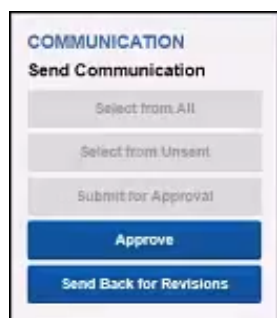 COMMUNICATION
Send Communication
Select from All
Select from Unsent
Submit for Approval
Approve
Send Back for Revisions